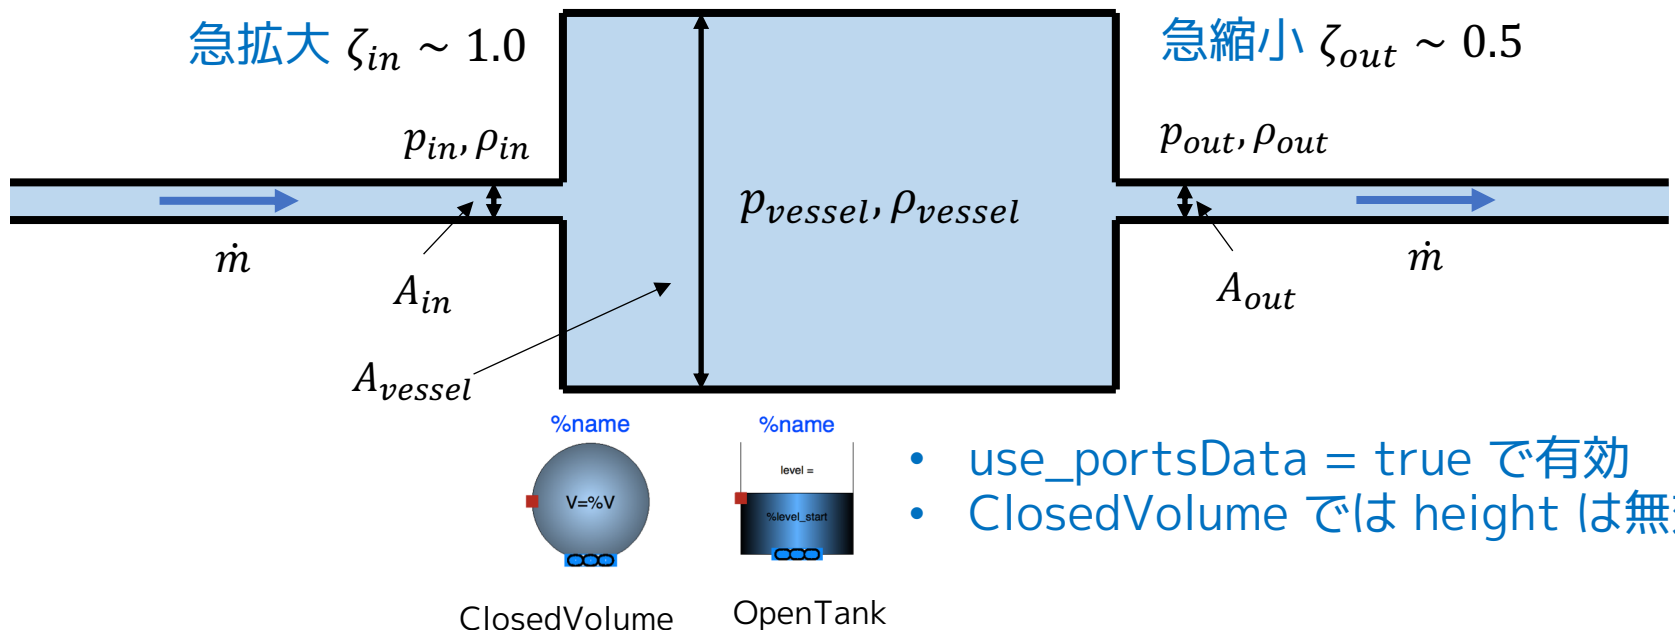 急拡大 ζin ~ 1.0
急縮小 ζout ~ 0.5
pin, ρin
pout, ρout
pvessel, ρvessel
ṁ
ṁ
Ain
Aout
Avessel
%name
%name
level =
V=%V
%level_start
• use_portsData = true で有効
• ClosedVolume では height は無
ClosedVolume
OpenTank